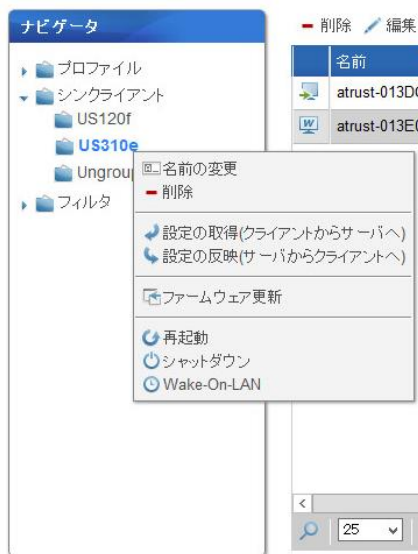 ナビゲータ
プロファイル
シンクライアント
US120f
US310e
Ungrou
フィルタ
名前の変更
削除
設定の取得(クライアントからサーバへ)
設定の反映(サーバからクライアントへ)
ファームウェア更新
再起動
シャットダウン
Wake-On-LAN
削除 編集
名前
atrust-013D
atrust-013E
25